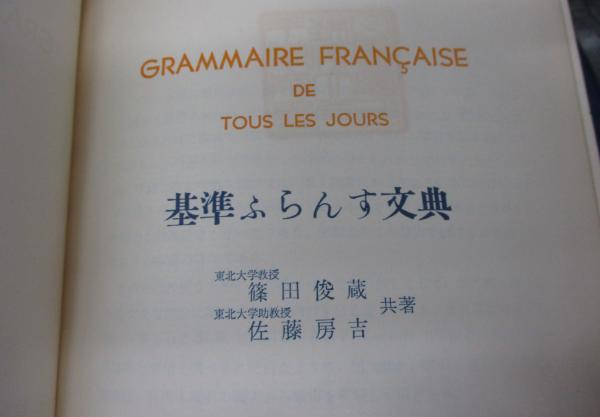 GRAMMAIRE FRANÇAISE
DE
TOUS LES JOURS
基準ふらんす文典
東北大学教授
篠田俊蔵
東北大学助教授
佐藤房吉
共著